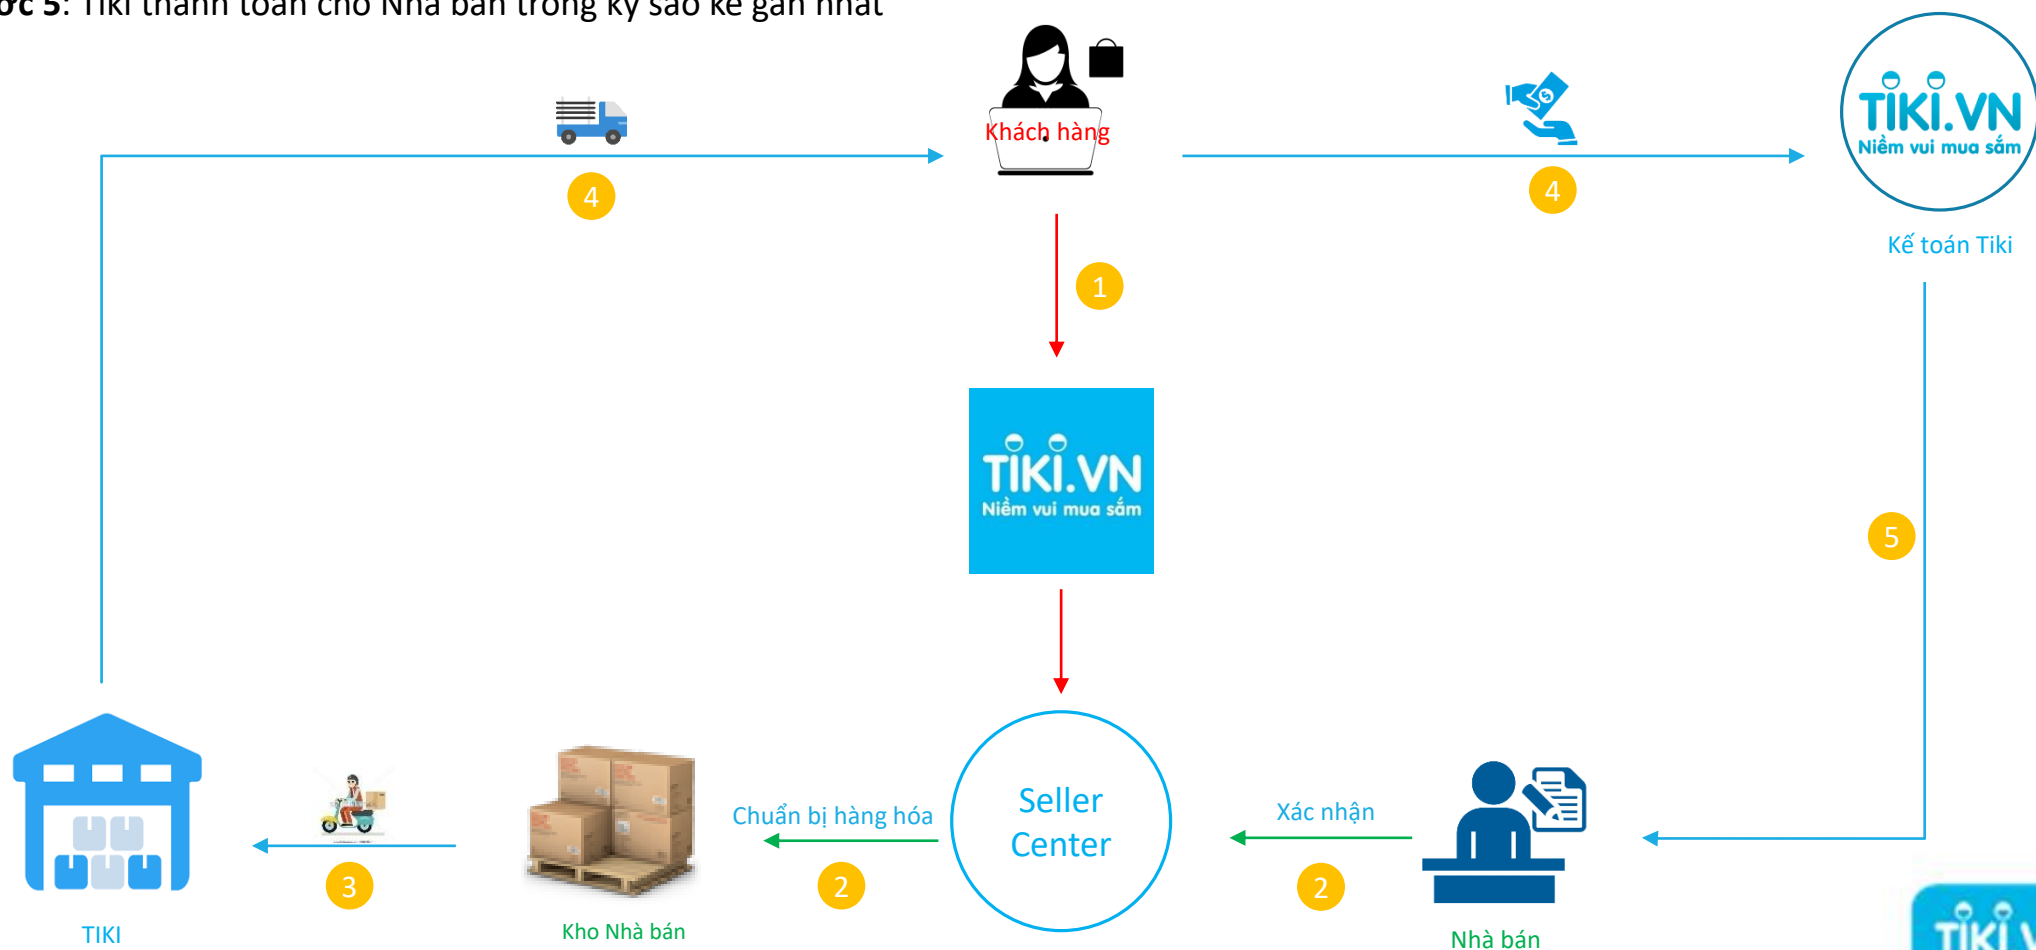 ớc 5: Tiki thanh toán cho Nhà bán trong kỳ sao kê gần nhất
Khách hàng
TIKI.VN
Niềm vui mua sắm
4
4
Kế toán Tiki
1
TIKI.VN
Niềm vui mua sắm
5
Seller
Center
Chuẩn bị hàng hóa
Xác nhận
3
2
2
TIKI
Kho Nhà bán
Nhà bán
TIKI V